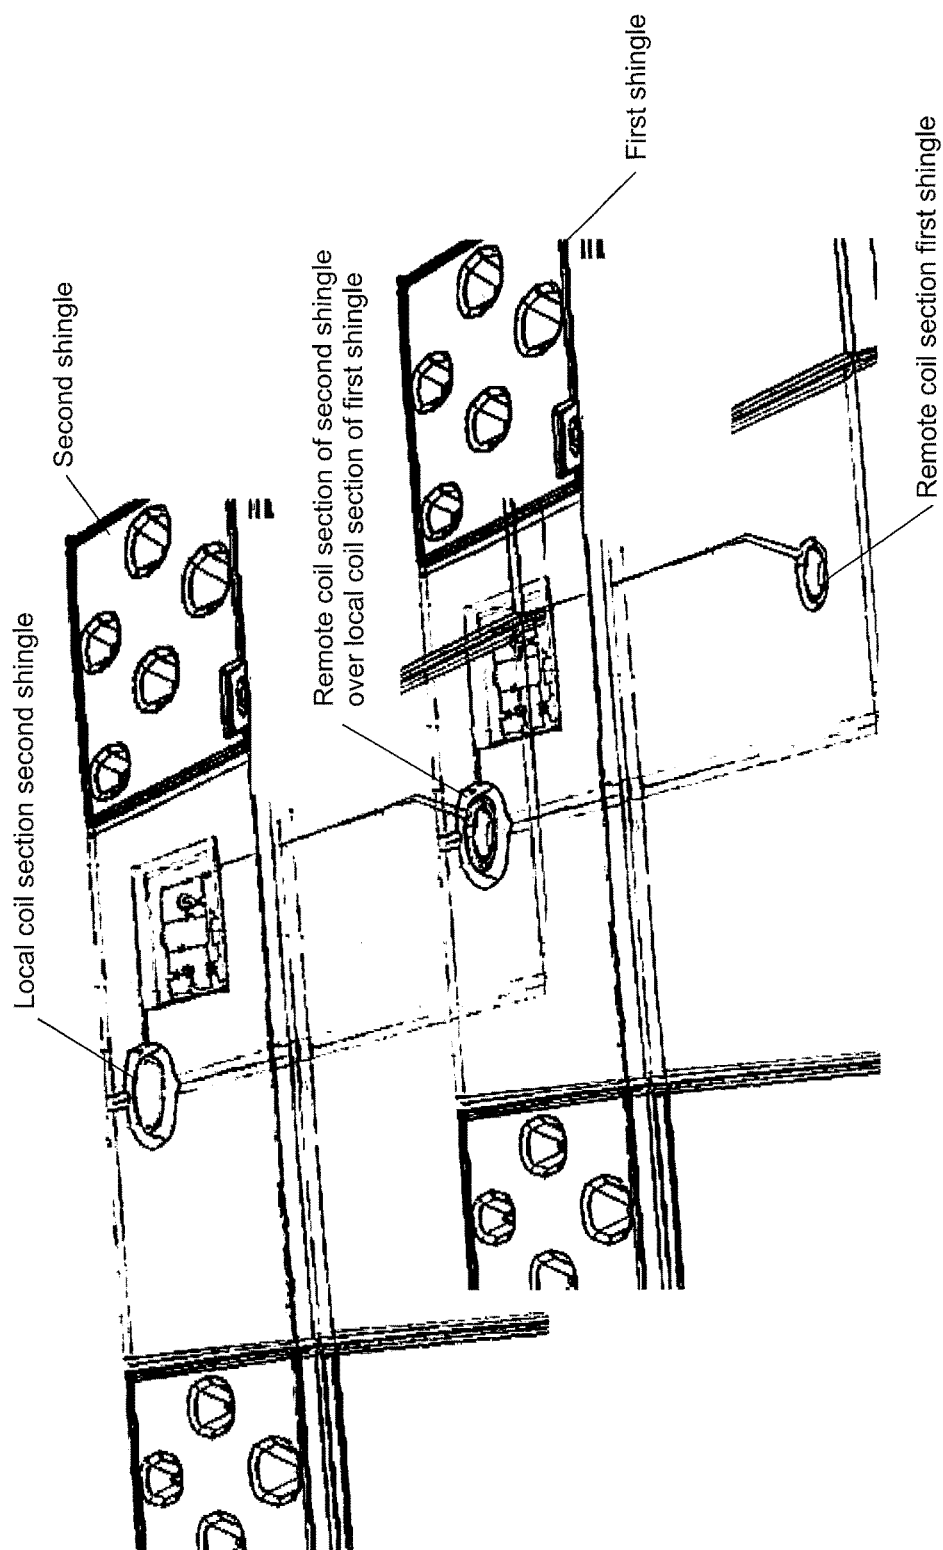 Local coil section second shingle
Second shingle
Remote coil section of second shingle
over local coil section of first shingle
First shingle
Remote coil section first shingle